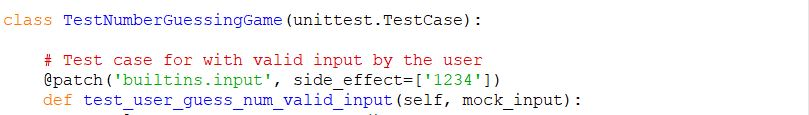 class TestNumberGuessingGame(unittest.TestCase):
# Test case for with valid input by the user
@patch('builtins.input', side_effect=['1234'])
def test_user_guess_num_valid_input(self, mock_input):